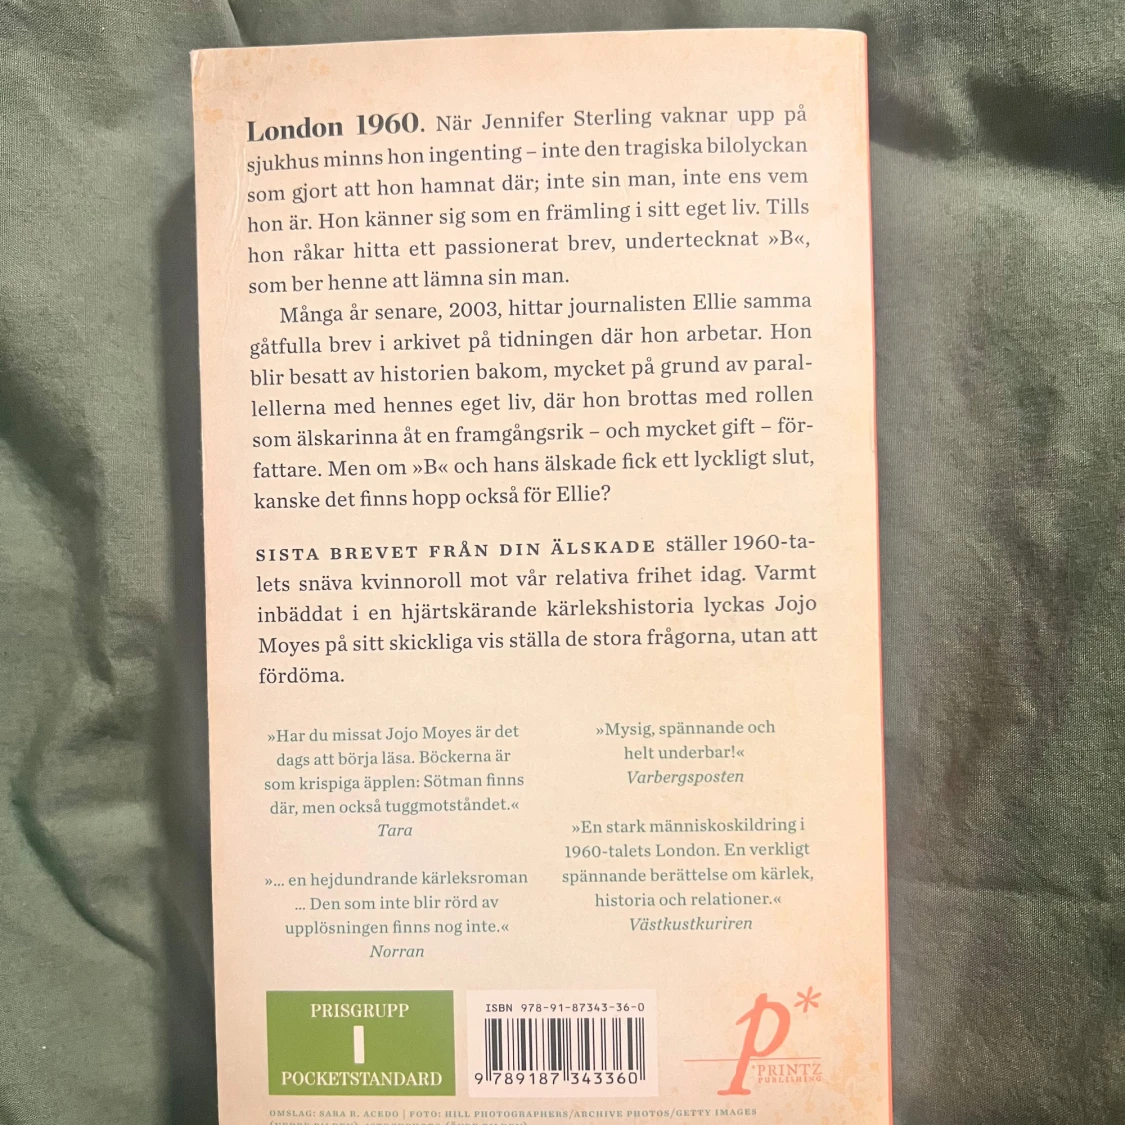 London 1960. När Jennifer Sterling vaknar upp på
sjukhus minns hon ingenting – inte den tragiska bilolyckan
som gjort att hon hamnat där; inte sin man, inte ens vem
hon är. Hon känner sig som en främling i sitt eget liv. Tills
hon råkar hitta ett passionerat brev, undertecknat »B«,
som ber henne att lämna sin man.
Många år senare, 2003, hittar journalisten Ellie samma
gåtfulla brev i arkivet på tidningen där hon arbetar. Hon
blir besatt av historien bakom, mycket på grund av paral-
lellerna med hennes eget liv, där hon brottas med rollen
som älskarinna åt en framgångsrik – och mycket gift – för-
fattare. Men om »B« och hans älskade fick ett lyckligt slut,
kanske det finns hopp också för Ellie?
SISTA BREVET FRÅN DIN ÄLSKADE ställer 1960-ta-
lets snäva kvinnoroll mot vår relativa frihet idag. Varmt
inbäddat i en hjärtskärande kärlekshistoria lyckas Jojo
Moyes på sitt skickliga vis ställa de stora frågorna, utan att
fördöma.
»Har du missat Jojo Moyes är det
dags att börja läsa. Böckerna är
som krispiga äpplen: Sötman finns
där, men också tuggmotståndet.«
Tara
»... en hejdundrande kärleksroman
... Den som inte blir rörd av
upplösningen finns nog inte.«
Norran
»Mysig, spännande och
helt underbar!«
Varbergsposten
»En stark människoskildring i
1960-talets London. En verkligt
spännande berättelse om kärlek,
historia och relationer.«
Västkustkuriren
PRISGRUPP
I
POCKETSTANDARD
ISBN 978-91-87343-36-0
9 789187 343360
p*
*PRINTZ
PUBLISHING
OMSLAG: SARA R. ACEDO | FOTO: HILL PHOTOGRAPHERS/ARCHIVE PHOTOS/GETTY IMAGES